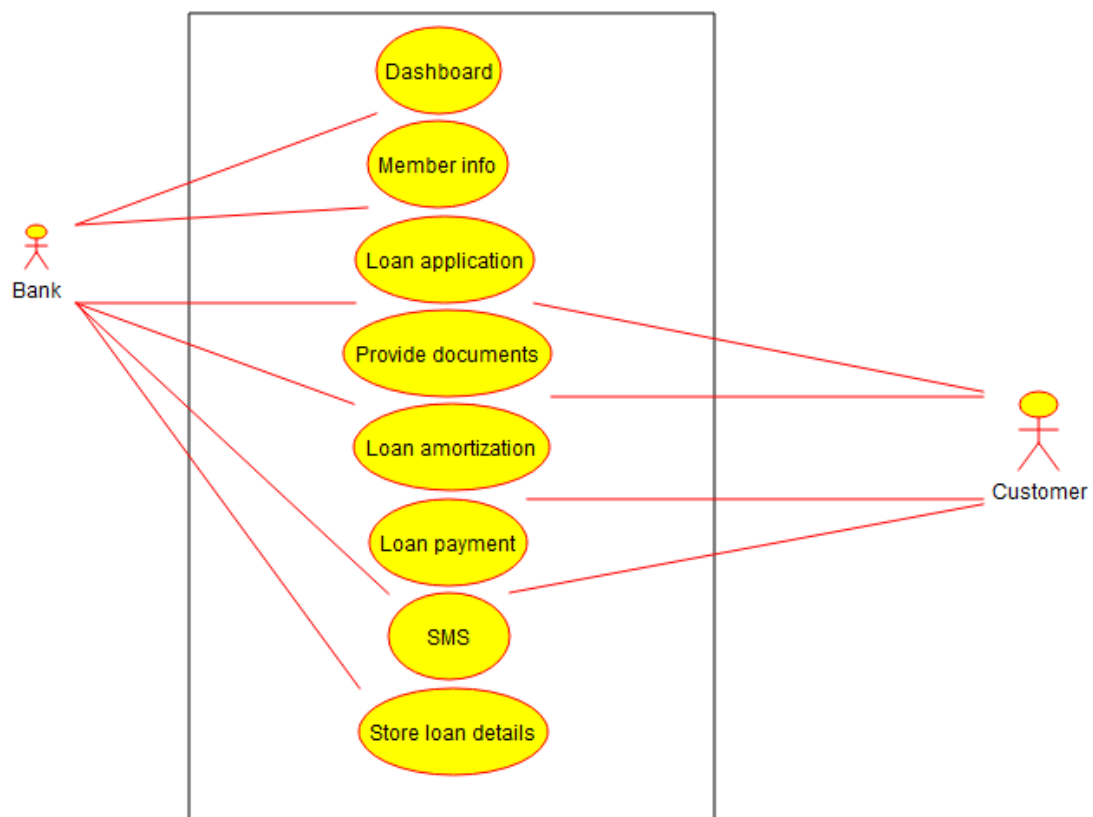 Dashboard
Member info
Loan application
Bank
Provide documents
Loan amortization
Customer
Loan payment
SMS
Store loan details